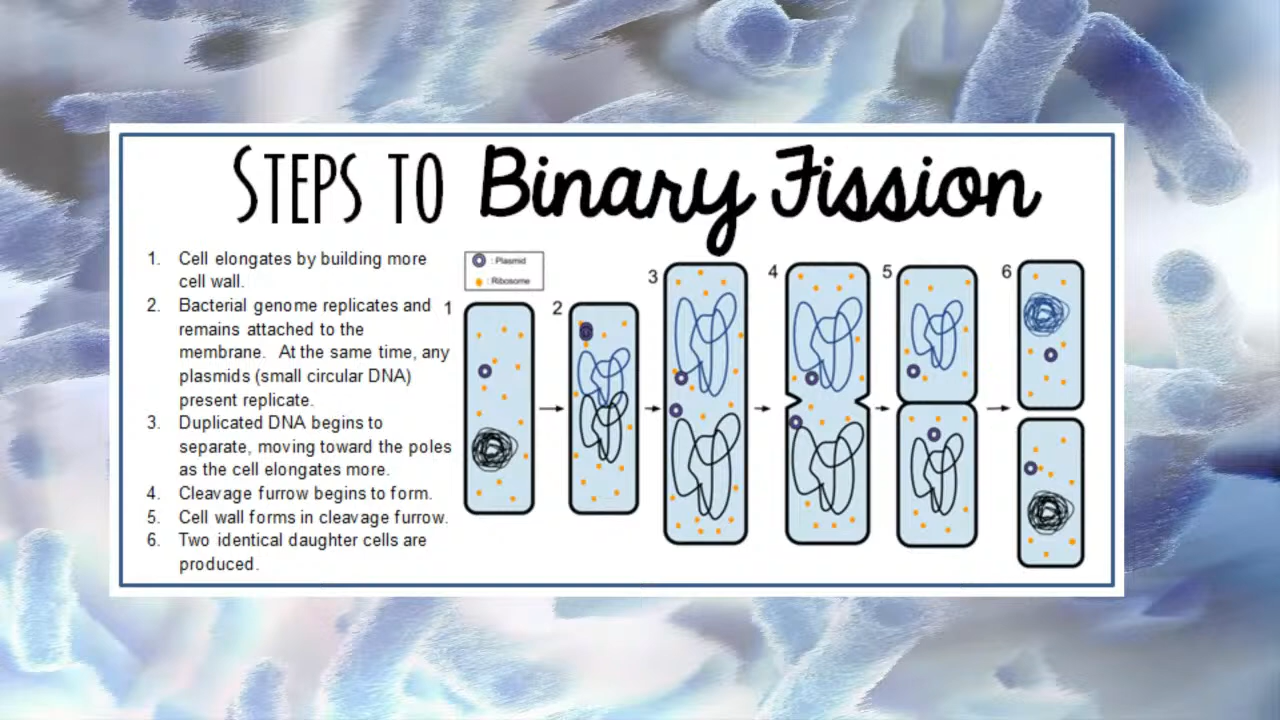 STEPS TO Binary Fission
1. Cell elongates by building more
cell wall.
2. Bacterial genome replicates and
remains attached to the
membrane. At the same time, any
plasmids (small circular DNA)
present replicate.
3. Duplicated DNA begins to
separate, moving toward the poles
as the cell elongates more.
4. Cleavage furrow begins to form.
5. Cell wall forms in cleavage furrow.
6. Two identical daughter cells are
produced.
: Plasmid
: Ribosome
1
2
3
4
5
6